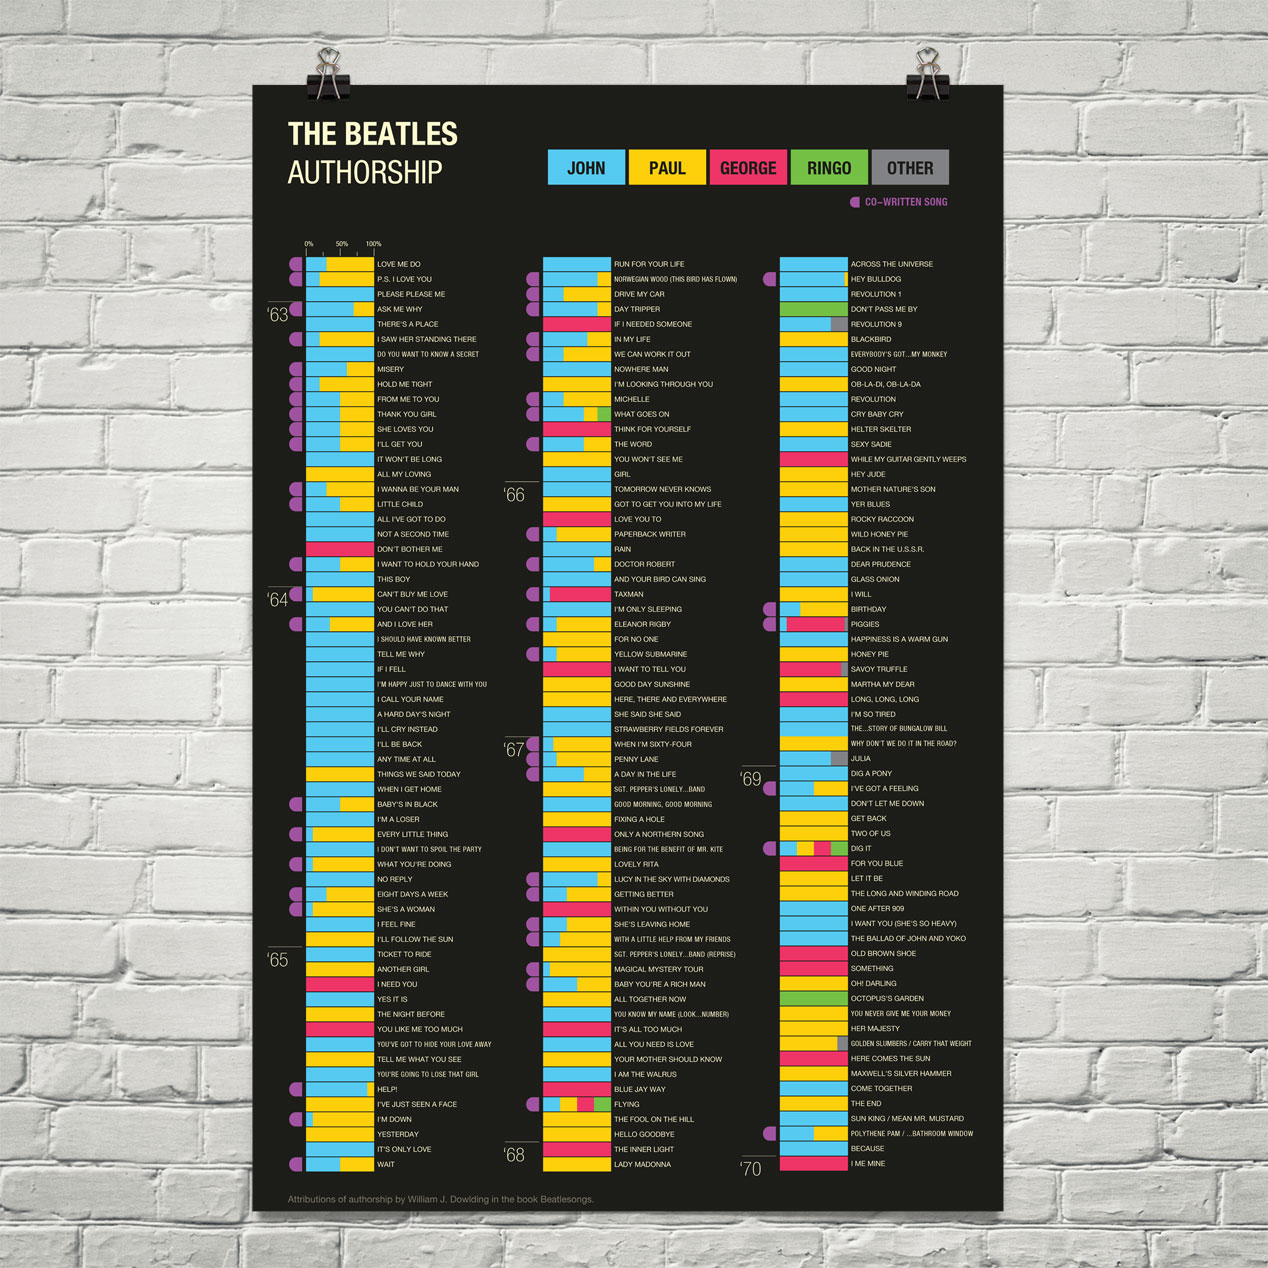 THE BEATLES
AUTHORSHIP
JOHN
PAUL
GEORGE
RINGO
OTHER
CO-WRITTEN SONG
0% 50% 100%
LOVE ME DO
P.S. I LOVE YOU
PLEASE PLEASE ME
'63
ASK ME WHY
THERE'S A PLACE
I SAW HER STANDING THERE
DO YOU WANT TO KNOW A SECRET
MISERY
HOLD ME TIGHT
FROM ME TO YOU
THANK YOU GIRL
SHE LOVES YOU
I'LL GET YOU
IT WON'T BE LONG
ALL MY LOVING
I WANNA BE YOUR MAN
LITTLE CHILD
ALL I'VE GOT TO DO
NOT A SECOND TIME
DON'T BOTHER ME
I WANT TO HOLD YOUR HAND
THIS BOY
'64
CAN'T BUY ME LOVE
YOU CAN'T DO THAT
AND I LOVE HER
I SHOULD HAVE KNOWN BETTER
TELL ME WHY
IF I FELL
I'M HAPPY JUST TO DANCE WITH YOU
I CALL YOUR NAME
A HARD DAY'S NIGHT
I'LL CRY INSTEAD
I'LL BE BACK
ANY TIME AT ALL
THINGS WE SAID TODAY
WHEN I GET HOME
BABY'S IN BLACK
I'M A LOSER
EVERY LITTLE THING
I DON'T WANT TO SPOIL THE PARTY
WHAT YOU'RE DOING
NO REPLY
EIGHT DAYS A WEEK
SHE'S A WOMAN
I FEEL FINE
I'LL FOLLOW THE SUN
'65
TICKET TO RIDE
ANOTHER GIRL
I NEED YOU
YES IT IS
THE NIGHT BEFORE
YOU LIKE ME TOO MUCH
YOU'VE GOT TO HIDE YOUR LOVE AWAY
TELL ME WHAT YOU SEE
YOU'RE GOING TO LOSE THAT GIRL
HELP!
I'VE JUST SEEN A FACE
I'M DOWN
YESTERDAY
IT'S ONLY LOVE
WAIT
RUN FOR YOUR LIFE
NORWEGIAN WOOD (THIS BIRD HAS FLOWN)
DRIVE MY CAR
DAY TRIPPER
IF I NEEDED SOMEONE
IN MY LIFE
WE CAN WORK IT OUT
NOWHERE MAN
I'M LOOKING THROUGH YOU
MICHELLE
WHAT GOES ON
THINK FOR YOURSELF
THE WORD
YOU WON'T SEE ME
GIRL
'66
TOMORROW NEVER KNOWS
GOT TO GET YOU INTO MY LIFE
LOVE YOU TO
PAPERBACK WRITER
RAIN
DOCTOR ROBERT
AND YOUR BIRD CAN SING
TAXMAN
I'M ONLY SLEEPING
ELEANOR RIGBY
FOR NO ONE
YELLOW SUBMARINE
I WANT TO TELL YOU
GOOD DAY SUNSHINE
HERE, THERE AND EVERYWHERE
SHE SAID SHE SAID
STRAWBERRY FIELDS FOREVER
'67
WHEN I'M SIXTY-FOUR
PENNY LANE
A DAY IN THE LIFE
SGT. PEPPER'S LONELY...BAND
GOOD MORNING, GOOD MORNING
FIXING A HOLE
ONLY A NORTHERN SONG
BEING FOR THE BENEFIT OF MR. KITE
LOVELY RITA
LUCY IN THE SKY WITH DIAMONDS
GETTING BETTER
WITHIN YOU WITHOUT YOU
SHE'S LEAVING HOME
WITH A LITTLE HELP FROM MY FRIENDS
SGT. PEPPER'S LONELY...BAND (REPRISE)
MAGICAL MYSTERY TOUR
BABY YOU'RE A RICH MAN
ALL TOGETHER NOW
YOU KNOW MY NAME (LOOK...NUMBER)
IT'S ALL TOO MUCH
ALL YOU NEED IS LOVE
YOUR MOTHER SHOULD KNOW
I AM THE WALRUS
BLUE JAY WAY
FLYING
THE FOOL ON THE HILL
HELLO GOODBYE
'68
THE INNER LIGHT
LADY MADONNA
ACROSS THE UNIVERSE
HEY BULLDOG
REVOLUTION 1
DON'T PASS ME BY
REVOLUTION 9
BLACKBIRD
EVERYBODY'S GOT...MY MONKEY
GOOD NIGHT
OB-LA-DI, OB-LA-DA
REVOLUTION
CRY BABY CRY
HELTER SKELTER
SEXY SADIE
WHILE MY GUITAR GENTLY WEEPS
HEY JUDE
MOTHER NATURE'S SON
YER BLUES
ROCKY RACCOON
WILD HONEY PIE
BACK IN THE U.S.S.R.
DEAR PRUDENCE
GLASS ONION
I WILL
BIRTHDAY
PIGGIES
HAPPINESS IS A WARM GUN
HONEY PIE
SAVOY TRUFFLE
MARTHA MY DEAR
LONG, LONG, LONG
I'M SO TIRED
THE...STORY OF BUNGALOW BILL
WHY DON'T WE DO IT IN THE ROAD?
JULIA
'69
DIG A PONY
I'VE GOT A FEELING
DON'T LET ME DOWN
GET BACK
TWO OF US
DIG IT
FOR YOU BLUE
LET IT BE
THE LONG AND WINDING ROAD
ONE AFTER 909
I WANT YOU (SHE'S SO HEAVY)
THE BALLAD OF JOHN AND YOKO
OLD BROWN SHOE
SOMETHING
OH! DARLING
OCTOPUS'S GARDEN
YOU NEVER GIVE ME YOUR MONEY
HER MAJESTY
GOLDEN SLUMBERS / CARRY THAT WEIGHT
HERE COMES THE SUN
MAXWELL'S SILVER HAMMER
COME TOGETHER
THE END
SUN KING / MEAN MR. MUSTARD
POLYTHENE PAM / ...BATHROOM WINDOW
BECAUSE
'70
I ME MINE
Attributions of authorship by William J. Dowlding in the book Beatlesongs.